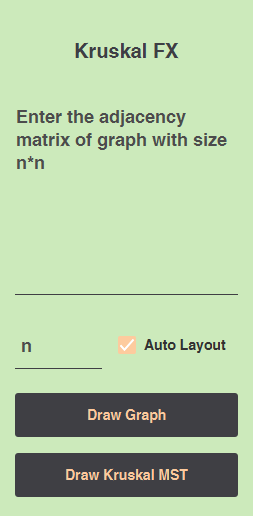 Kruskal FX
Enter the adjacency
matrix of graph with size
n*n
n
Auto Layout
Draw Graph
Draw Kruskal MST